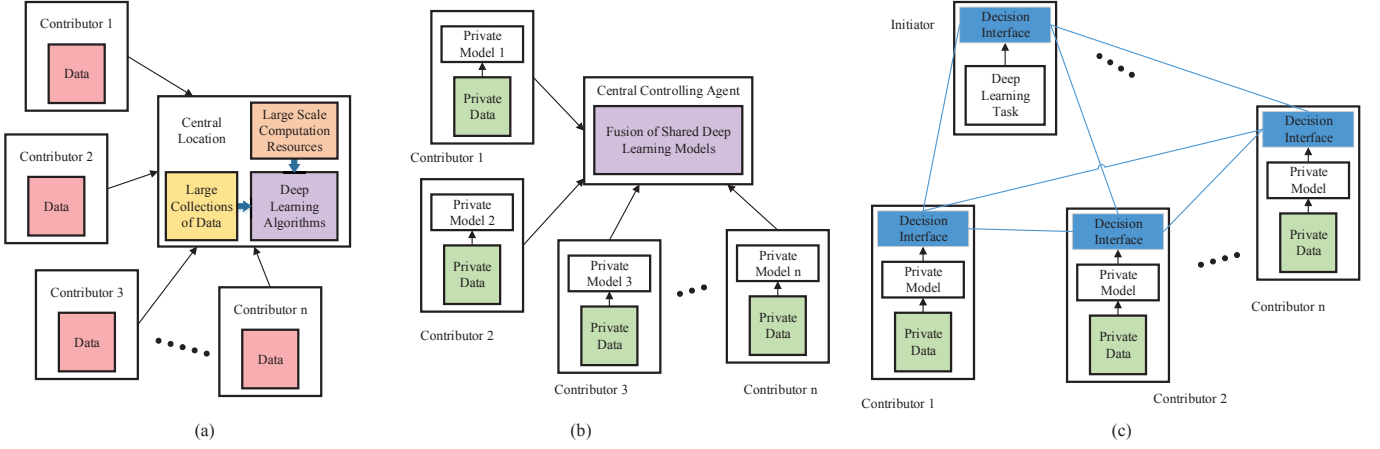 Contributor 1
Data
Contributor 2
Data
Contributor 3
Data
Contributor n
Data
Central
Location
Large Scale
Computation
Resources
Large
Collections
of Data
Deep
Learning
Algorithms
(a)
Private
Model 1
Private
Data
Contributor 1
Private
Model 2
Private
Data
Contributor 2
Central Controlling Agent
Fusion of Shared Deep
Learning Models
Private
Model 3
Private
Data
Contributor 3
Private
Model n
Private
Data
Contributor n
(b)
Initiator
Decision
Interface
Deep
Learning
Task
Decision
Interface
Private
Model
Private
Data
Contributor 1
Decision
Interface
Private
Model
Private
Data
Contributor 2
Decision
Interface
Private
Model
Private
Data
Contributor n
(c)